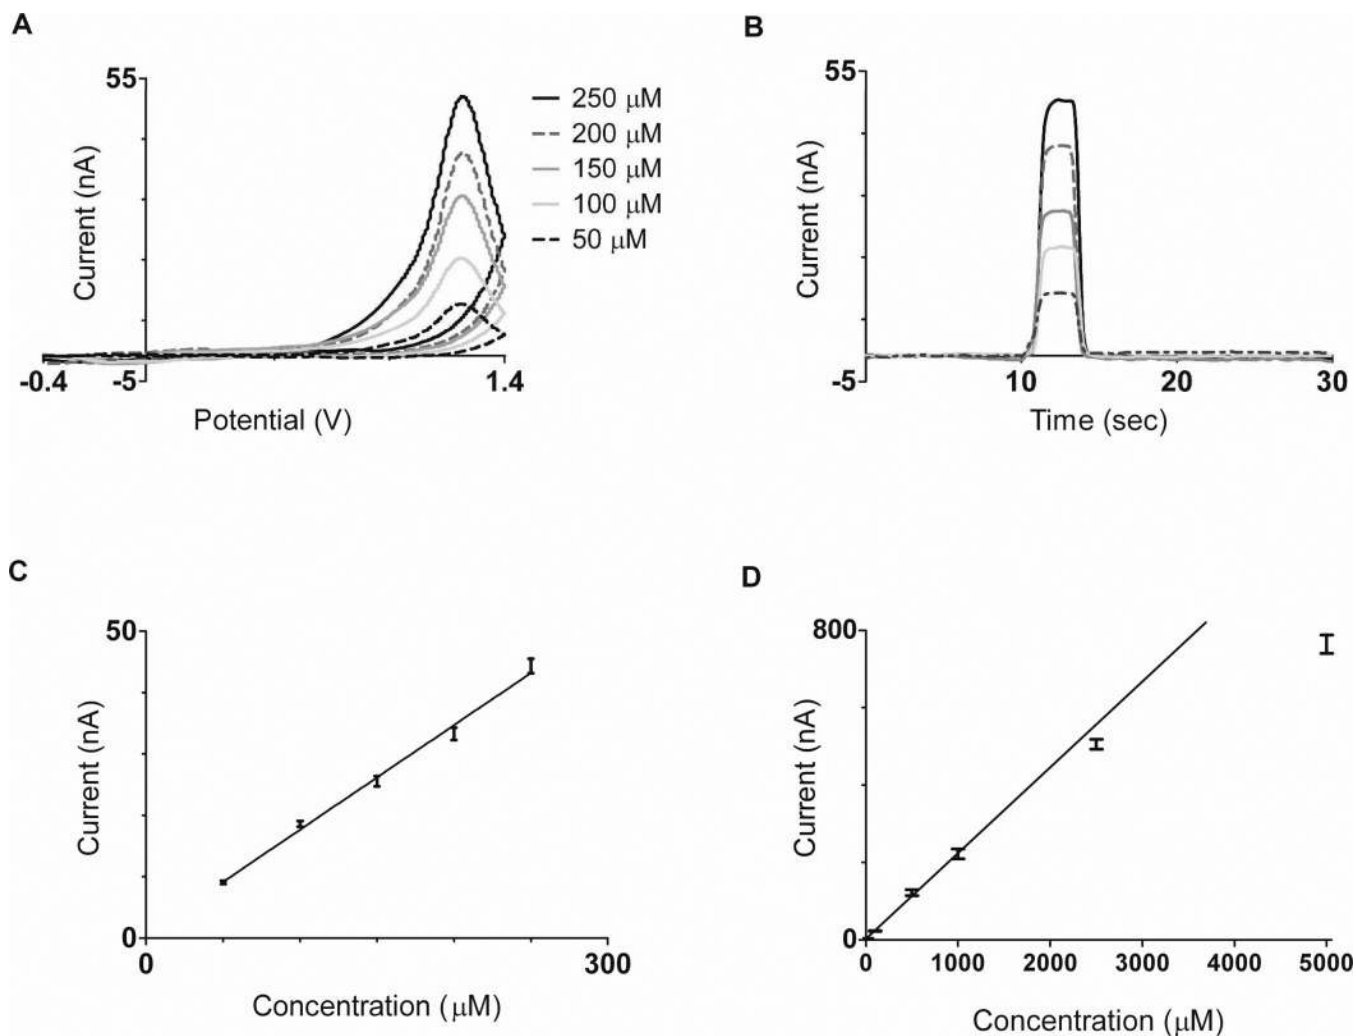 A
55
Current (nA)
-5
-0.4
1.4
Potential (V)
250 μM
200 μM
150 μM
100 μM
50 μM
B
55
Current (nA)
-5
10
20
30
Time (sec)
C
50
Current (nA)
0
0
300
Concentration (μM)
D
800
Current (nA)
0
0
1000
2000
3000
4000
5000
Concentration (μM)